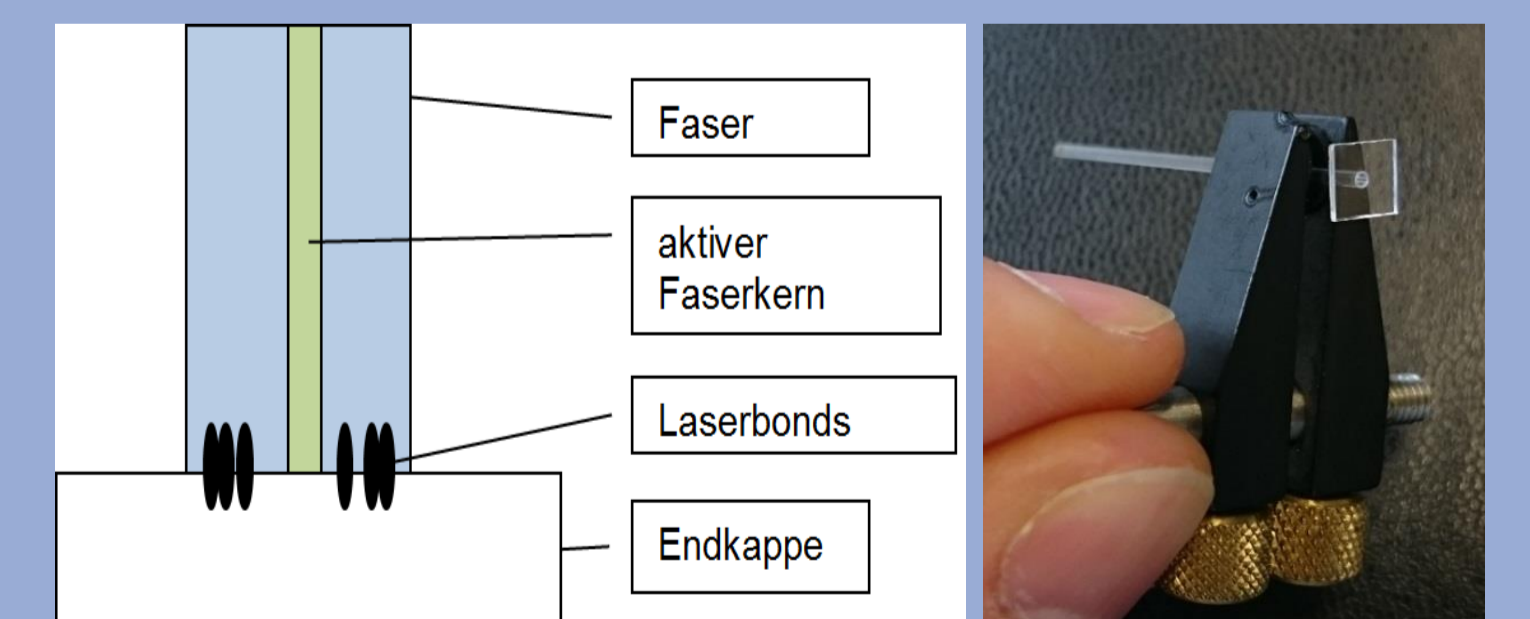 Faser
aktiver
Faserkern
Laserbonds
Endkappe